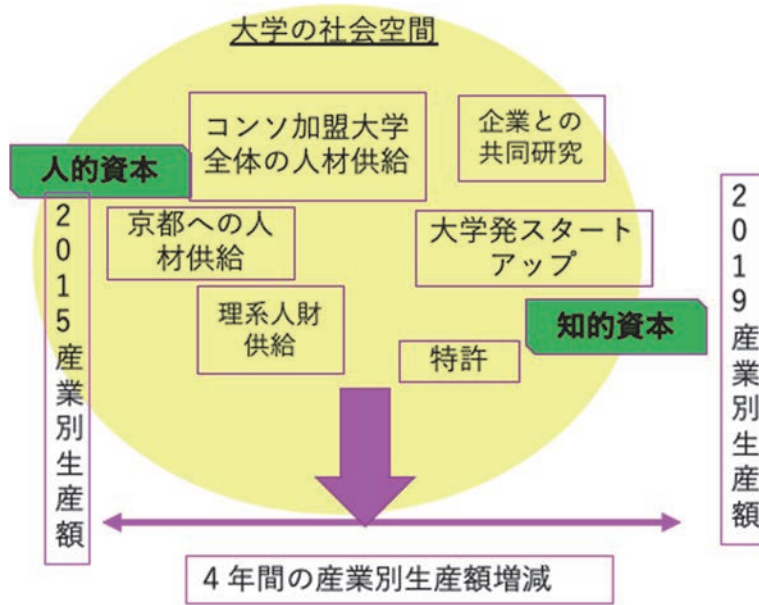 大学の社会空間
コンソ加盟大学
全体の人材供給
企業との
共同研究
人的資本
京都への人
材供給
大学発スタート
アップ
理系人財
供給
知的資本
特許
2015産業別生産額
2019産業別生産額
4年間の産業別生産額増減